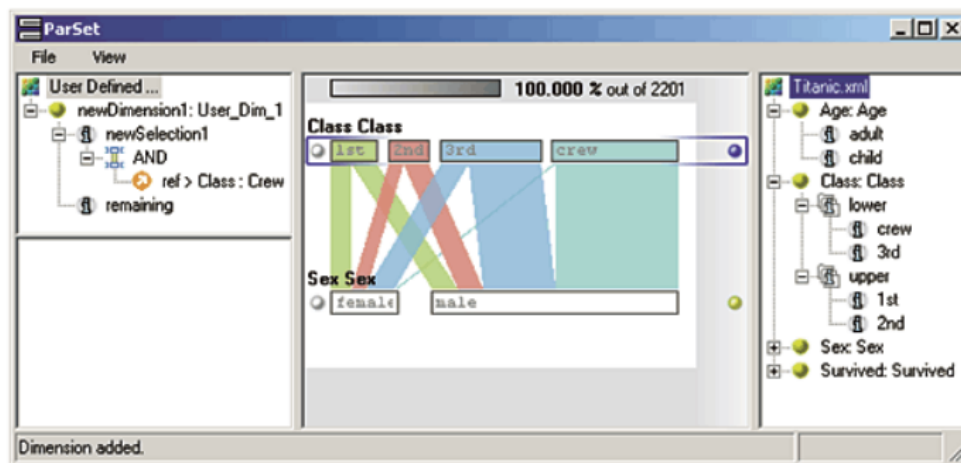 ParSet
File View
User Defined ...
newDimension1: User_Dim_1
newSelection1
AND
ref > Class : Crew
remaining
100.000 % out of 2201
Class Class
1st 2nd 3rd crew
Sex Sex
female male
Titanic.xml
Age: Age
adult
child
Class: Class
lower
crew
3rd
upper
1st
2nd
Sex: Sex
Survived: Survived
Dimension added.